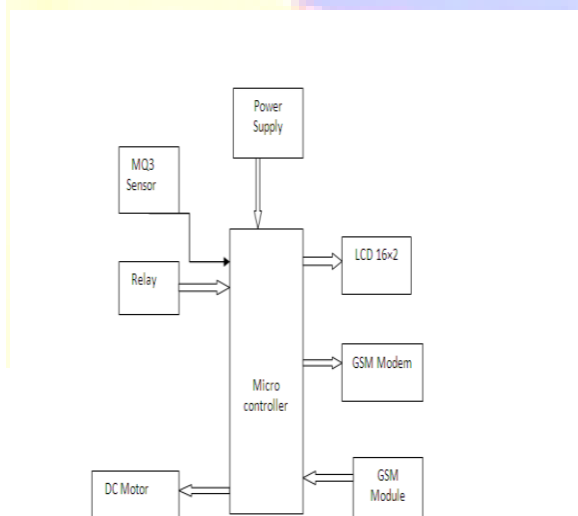 Power
Supply
MQ3
Sensor
LCD 16×2
Relay
GSM Modem
Micro
controller
DC Motor
GSM
Module